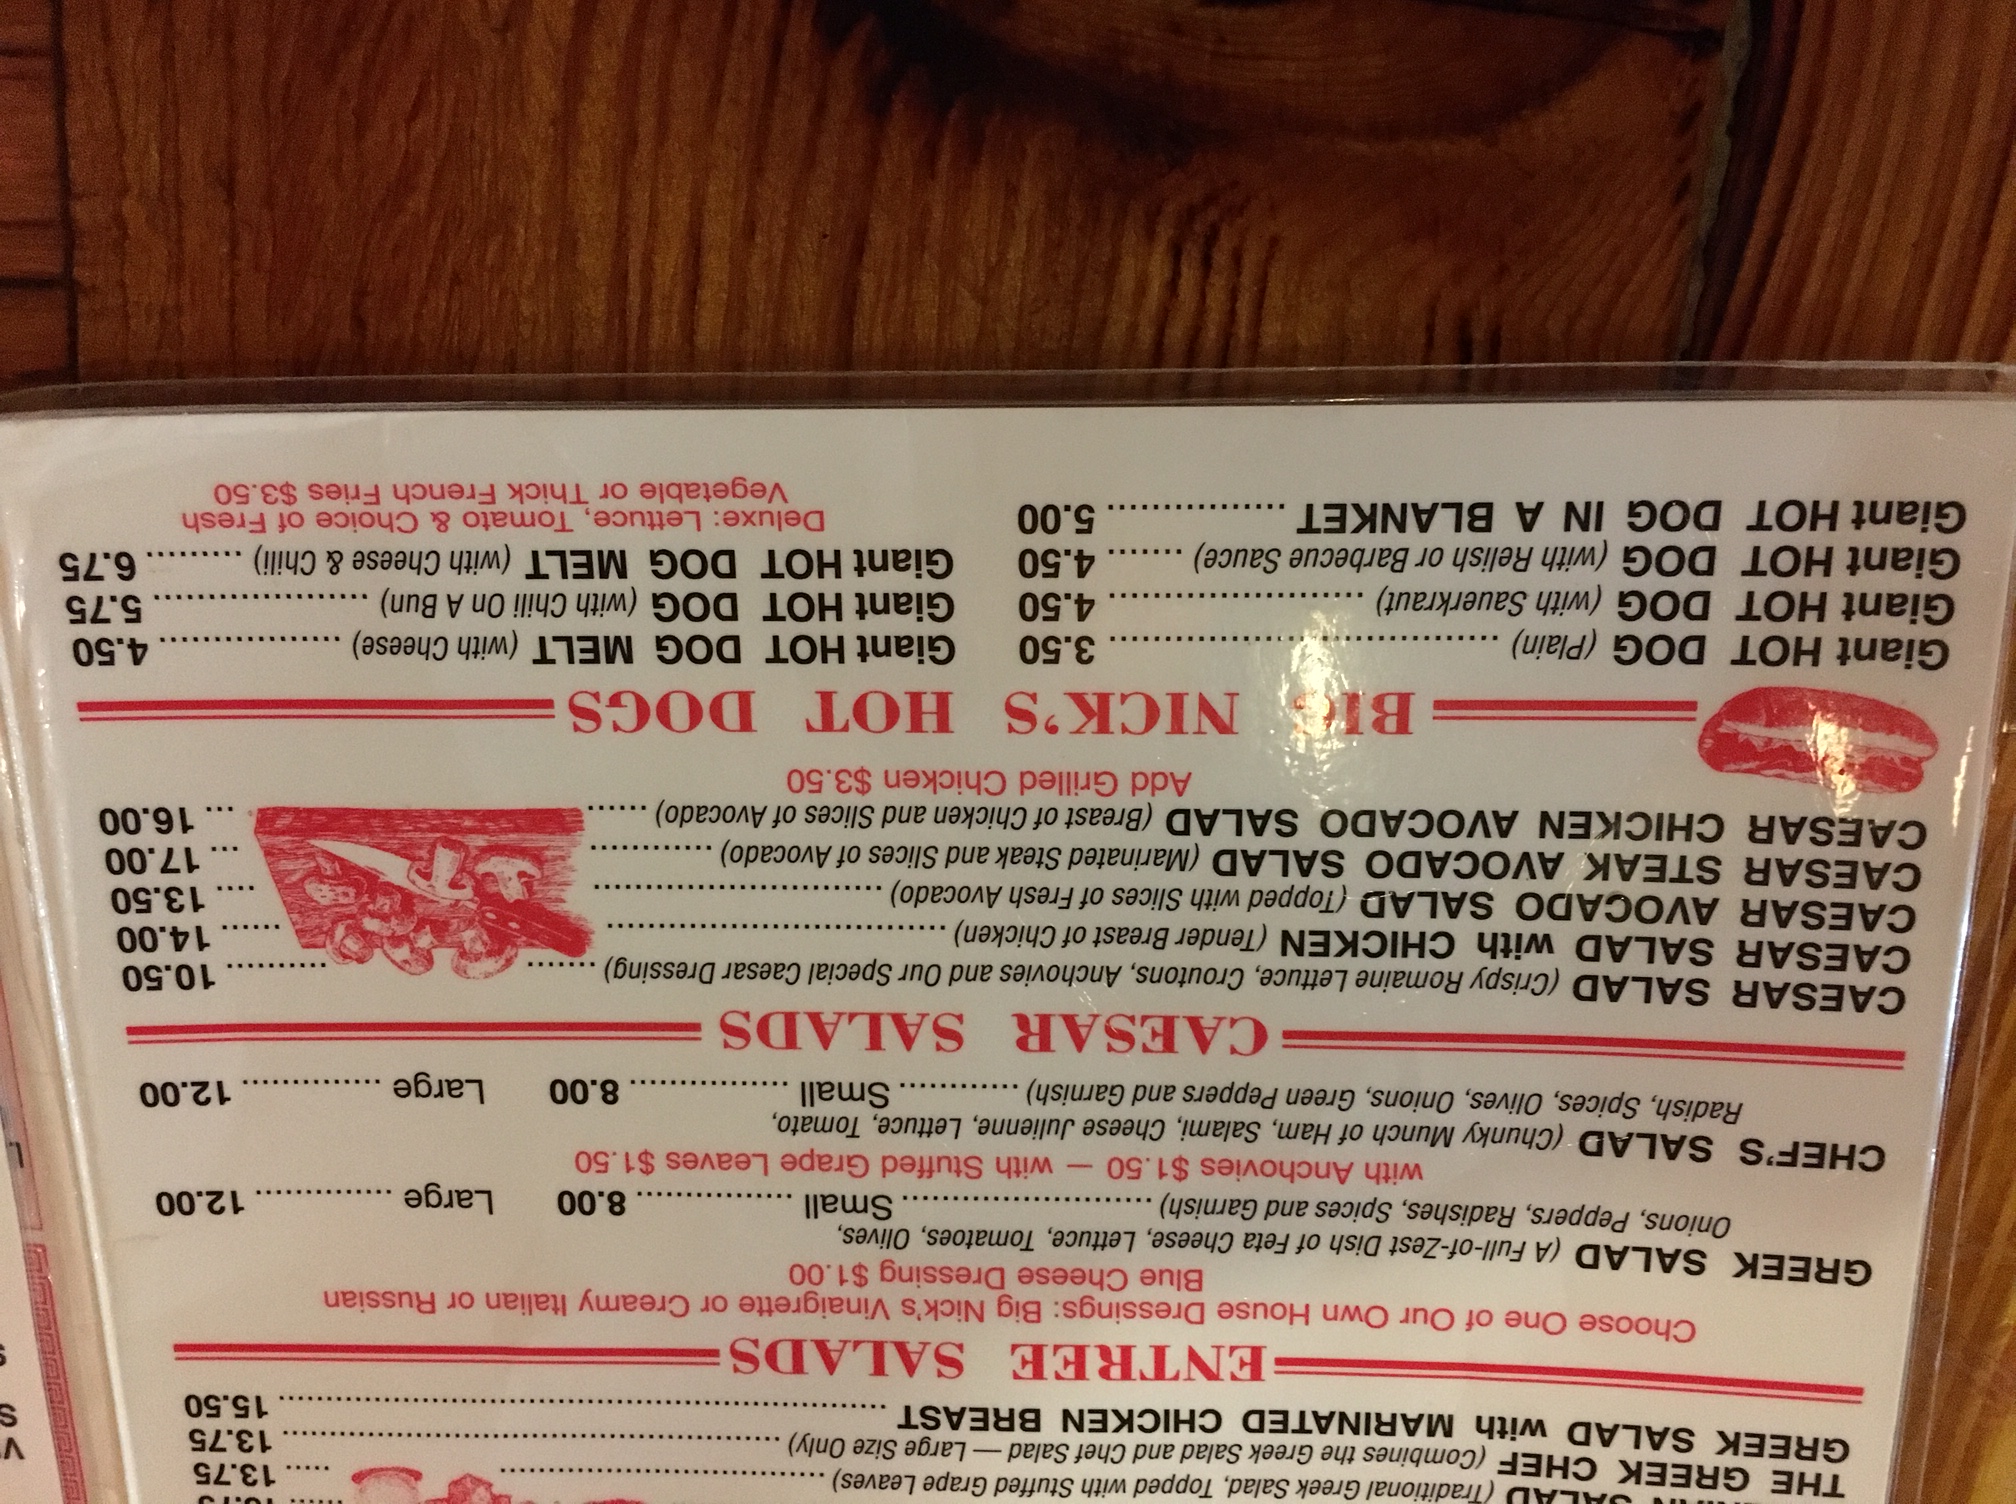 SALAD (Traditional Greek Salad, Topped with Stuffed Grape Leaves) ..... 13.75
THE GREEK CHEF (Combines the Greek Salad and Chef Salad — Large Size Only) ..... 13.75
GREEK SALAD with MARINATED CHICKEN BREAST ..... 15.50
ENTREE SALADS
Choose One of Our Own House Dressings: Big Nick's Vinaigrette or Creamy Italian or Russian
Blue Cheese Dressing $1.00
GREEK SALAD (A Full-of-Zest Dish of Feta Cheese, Lettuce, Tomatoes, Olives,
Onions, Peppers, Radishes, Spices and Garnish) ..... Small ..... 8.00 Large ..... 12.00
with Anchovies $1.50 — with Stuffed Grape Leaves $1.50
CHEF'S SALAD (Chunky Munch of Ham, Salami, Cheese Julienne, Lettuce, Tomato,
Radish, Spices, Olives, Onions, Green Peppers and Garnish) ..... Small ..... 8.00 Large ..... 12.00
CAESAR SALADS
CAESAR SALAD (Crispy Romaine Lettuce, Croutons, Anchovies and Our Special Caesar Dressing) ..... 10.50
CAESAR SALAD with CHICKEN (Tender Breast of Chicken) ..... 14.00
CAESAR AVOCADO SALAD (Topped with Slices of Fresh Avocado) ..... 13.50
CAESAR STEAK AVOCADO SALAD (Marinated Steak and Slices of Avocado) ..... 17.00
CAESAR CHICKEN AVOCADO SALAD (Breast of Chicken and Slices of Avocado) ..... 16.00
Add Grilled Chicken $3.50
BIG NICK'S HOT DOGS
Giant HOT DOG (Plain) ..... 3.50
Giant HOT DOG (with Sauerkraut) ..... 4.50
Giant HOT DOG (with Relish or Barbecue Sauce) ..... 4.50
Giant HOT DOG IN A BLANKET ..... 5.00
Giant HOT DOG MELT (with Cheese) ..... 4.50
Giant HOT DOG (with Chili On A Bun) ..... 5.75
Giant HOT DOG MELT (with Cheese & Chili) ..... 6.75
Deluxe: Lettuce, Tomato & Choice of Fresh
Vegetable or Thick French Fries $3.50